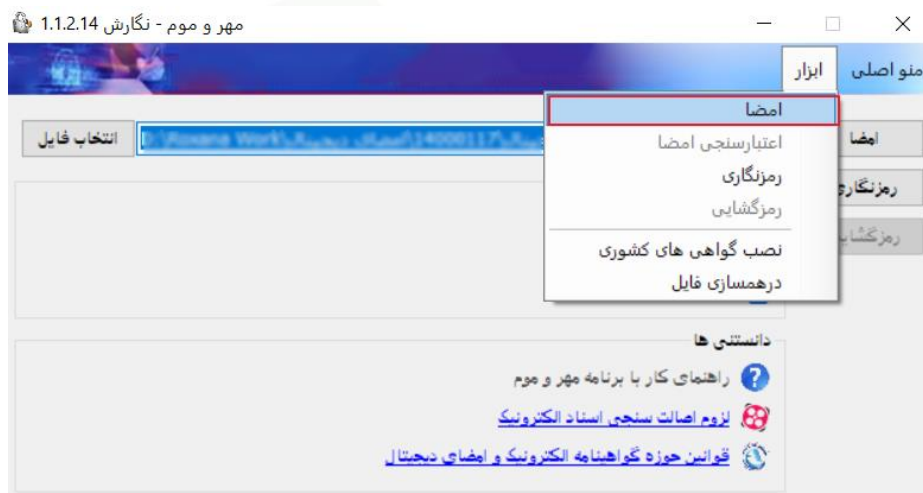 مهر و موم - نگارش 1.1.2.14
منو اصلی
ابزار
امضا
اعتبارسنجی امضا
رمزنگاری
رمزگشایی
نصب گواهی های کشوری
درهمسازی فایل
امضا
انتخاب فایل
رمزنگاری
دانستنی ها
راهنمای کار با برنامه مهر و موم
لزوم اصالت سنجی اسناد الکترونیک
قوانین حوزه گواهینامه الکترونیک و امضای دیجیتال